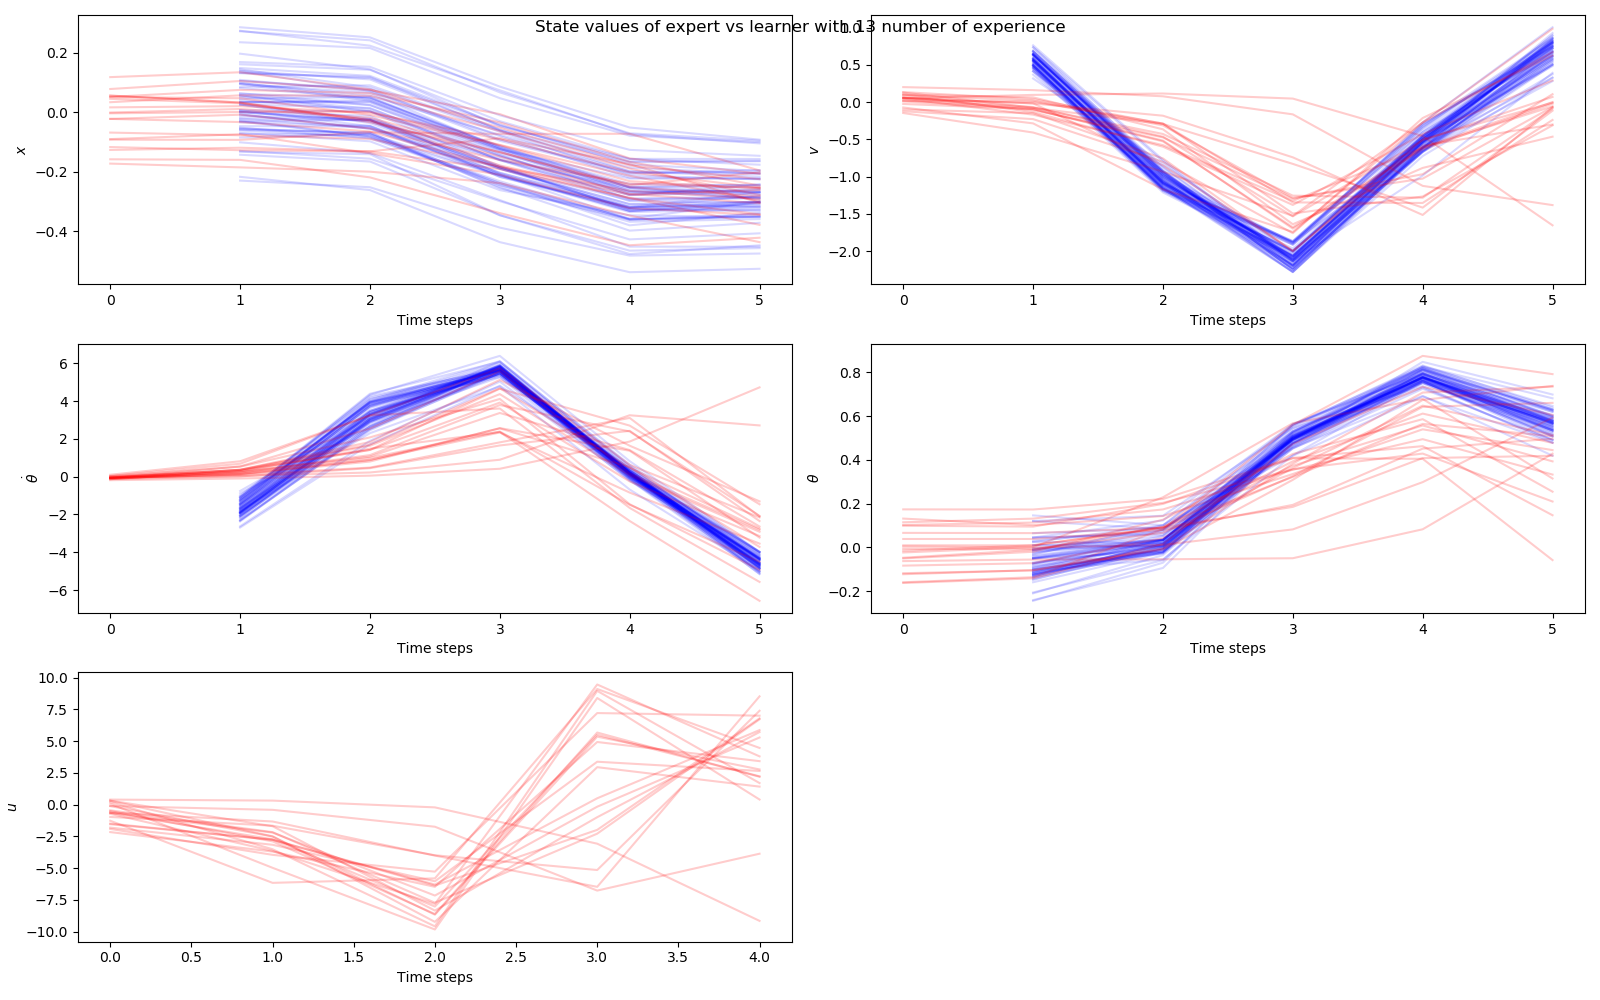 State values of expert vs learner with 13 number of experience
0.2
0.0
−0.2
−0.4
x
0 1 2 3 4 5
Time steps
1.0
0.5
0.0
−0.5
−1.0
−1.5
−2.0
v
0 1 2 3 4 5
Time steps
6
4
2
0
−2
−4
−6
θ̇
0 1 2 3 4 5
Time steps
0.8
0.6
0.4
0.2
0.0
−0.2
θ
0 1 2 3 4 5
Time steps
10.0
7.5
5.0
2.5
0.0
−2.5
−5.0
−7.5
−10.0
u
0.0 0.5 1.0 1.5 2.0 2.5 3.0 3.5 4.0
Time steps